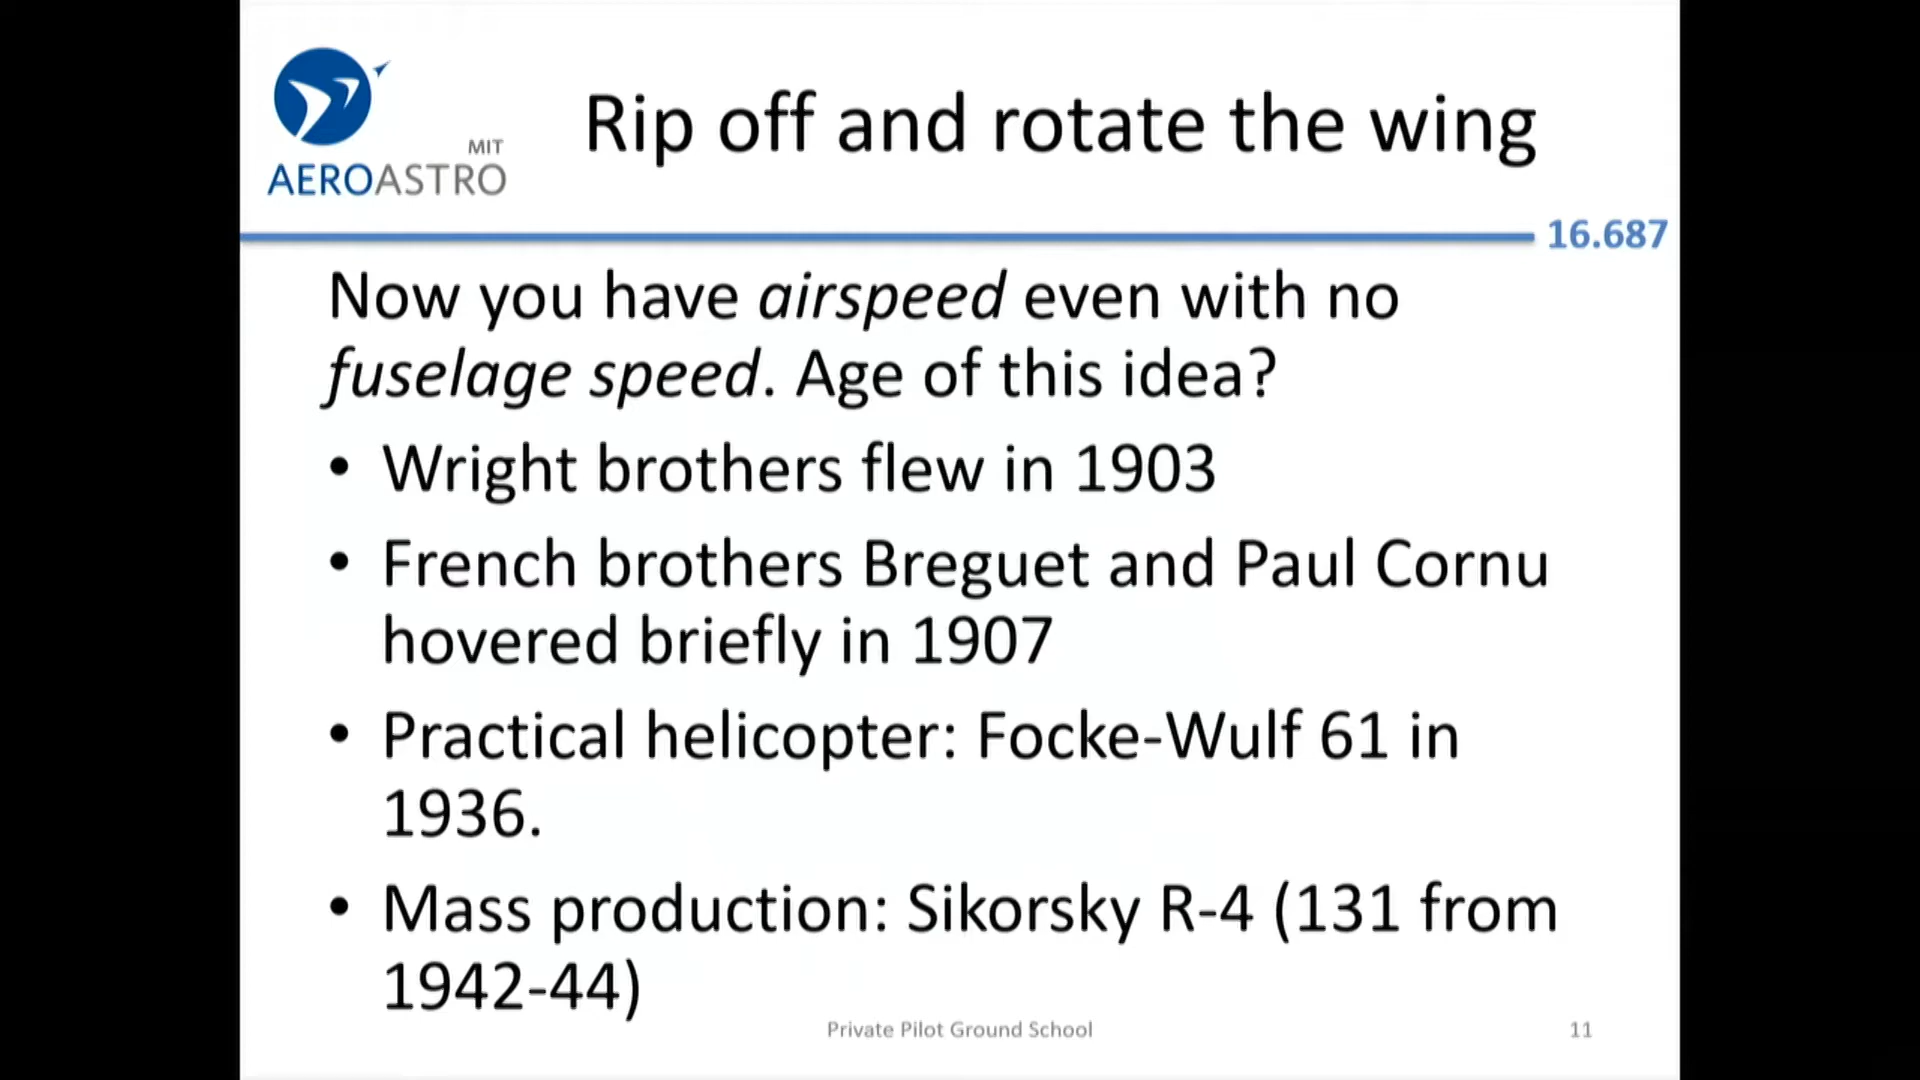 MIT
AEROASTRO
Rip off and rotate the wing
16.687
Now you have airspeed even with no
fuselage speed. Age of this idea?
• Wright brothers flew in 1903
• French brothers Breguet and Paul Cornu
hovered briefly in 1907
• Practical helicopter: Focke-Wulf 61 in
1936.
• Mass production: Sikorsky R-4 (131 from
1942-44)
Private Pilot Ground School
11